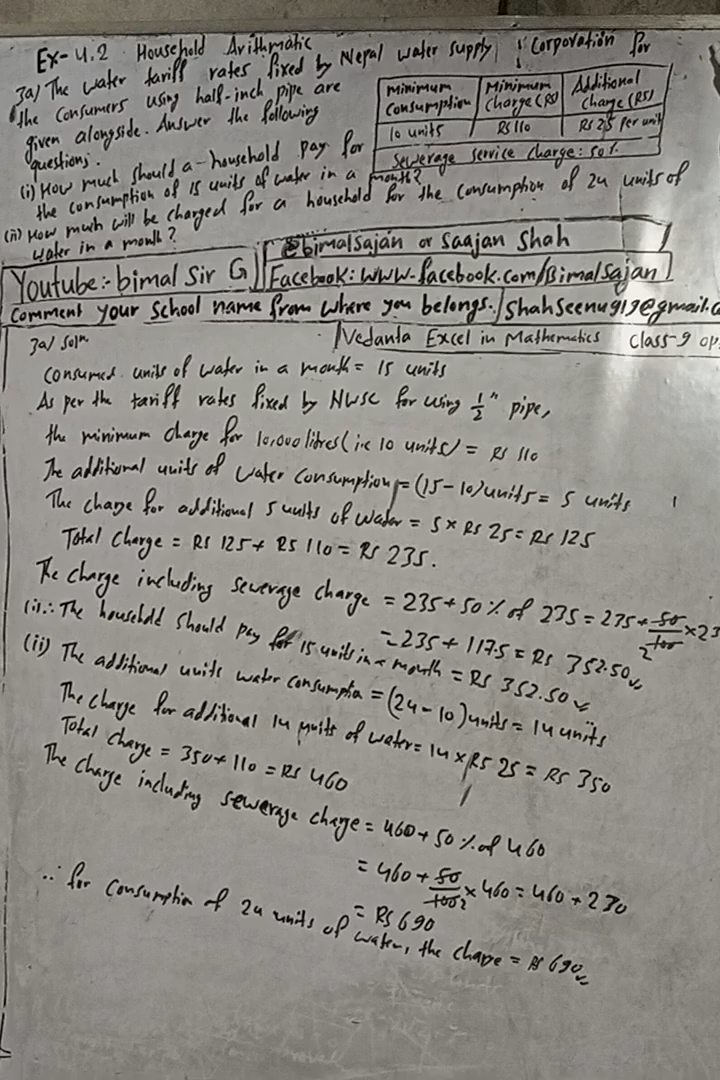 Ex-4.2 Household Arithmatic
3a) The water tariff rates fixed by Nepal water supply Corporation for
the consumers using half-inch pipe are
given alongside. Answer the following
questions.
Minimum Consumption | Minimum Charge (RS) | Additional Charge (RS)
10 units | RS 110 | RS 25 Per unit
Sewerage service charge: 50%
(i) How much should a household pay for
the consumption of 15 units of water in a month?
(ii) How much will be charged for a household for the consumption of 24 units of
water in a month?
@bimalsajan or Saajan Shah
Youtube:- bimal Sir G
Facebook: www.facebook.com/Bimalsajan
Comment your School name from where you belongs.
Vedanta Excel in Mathematics class-9 op
3a) Soln
Consumed units of water in a month = 15 units
As per the tariff rates fixed by NWSC for using 1/2" pipe,
the minimum charge for 10,000 litres (i.e 10 units) = RS 110
The additional units of water consumption = (15-10) units = 5 units
The charge for additional 5 units of water = 5 x RS 25 = RS 125
Total Charge = RS 125 + RS 110 = RS 235.
The charge including sewerage charge = 235 + 50% of 235 = 235 + 50/100 x 23
2
= 235 + 117.5 = RS 352.50
(i) ∴ The household should pay for 15 units in a month = RS 352.50
(ii) The additional units water consumption = (24-10) units = 14 units
The charge for additional 14 units of water = 14 x RS 25 = RS 350
Total charge = 350 + 110 = RS 460
The charge including sewerage charge = 460 + 50% of 460
= 460 + 50/100 2 x 460 = 460 + 230
= RS 690
∴ for consumption of 24 units of water, the charge = RS 690